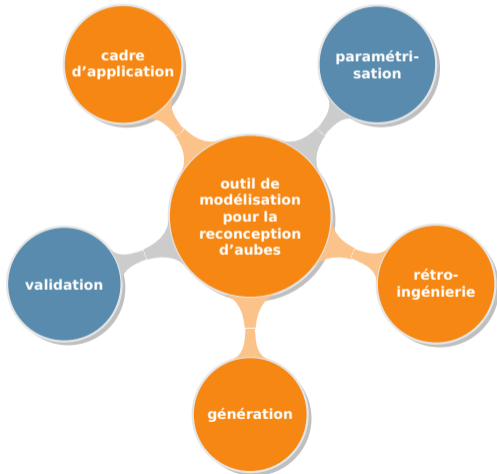 cadre
d'application
paramétri-
sation
outil de
modélisation
pour la
reconception
d'aubes
rétro-
ingénierie
validation
génération